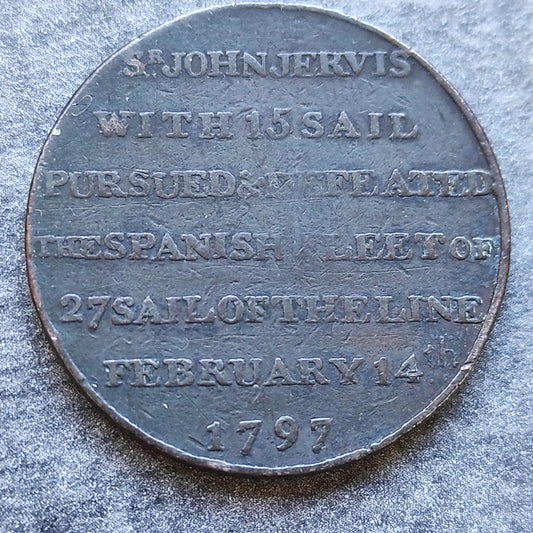 SR JOHN JERVIS
WITH 15 SAIL
PURSUED & DEFEATED
THE SPANISH FLEET OF
27 SAIL OF THE LINE
FEBRUARY 14th
1797